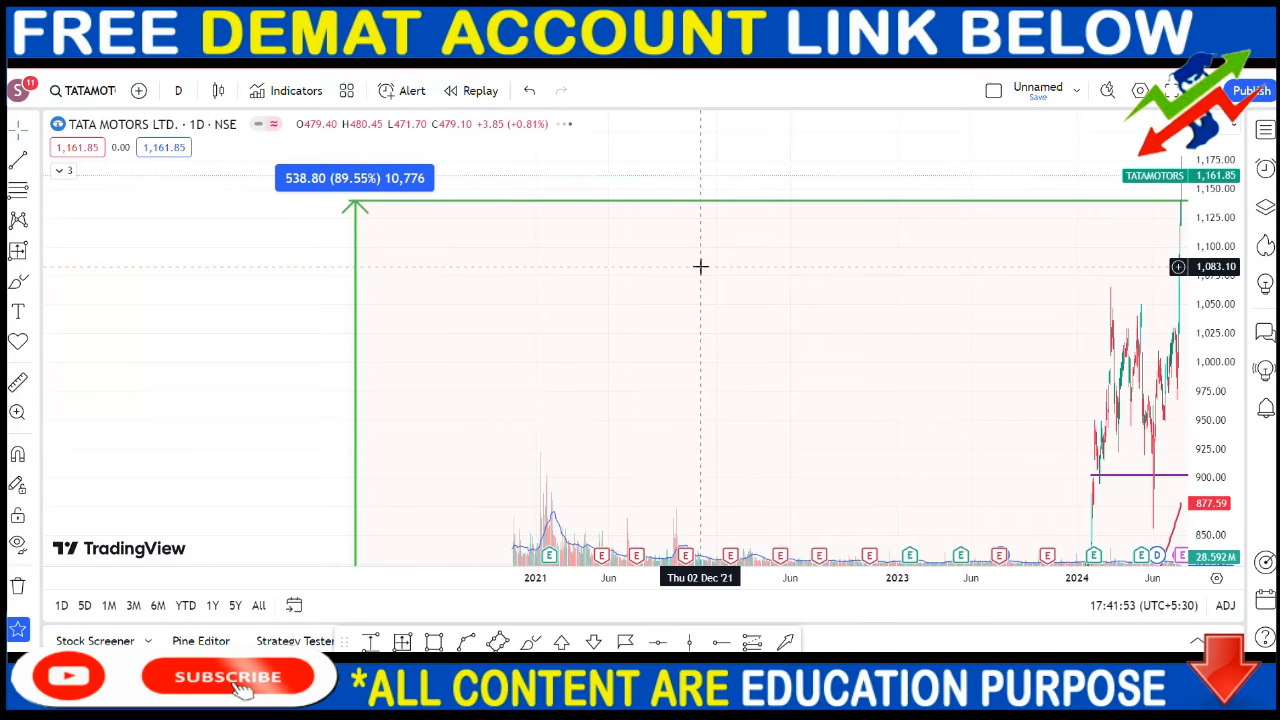 FREE DEMAT ACCOUNT LINK BELOW
S 11 TATAMOT D Indicators Alert Replay Unnamed Save Publish
TATA MOTORS LTD. · 1D · NSE O479.40 H480.45 L471.70 C479.10 +3.85 (+0.81%)
1,161.85 0.00 1,161.85
3
538.80 (89.55%) 10,776
1,175.00
TATAMOTORS 1,161.85
1,150.00
1,125.00
1,100.00
1,083.10
1,075.00
1,050.00
1,025.00
1,000.00
975.00
950.00
925.00
900.00
877.59
850.00
TradingView
E E E E E E E E E E E E E E D E
28.592M
2021 Jun Thu 02 Dec '21 Jun 2023 Jun 2024 Jun
1D 5D 1M 3M 6M YTD 1Y 5Y All 17:41:53 (UTC+5:30) ADJ
Stock Screener Pine Editor Strategy Tester
SUBSCRIBE
*ALL CONTENT ARE EDUCATION PURPOSE